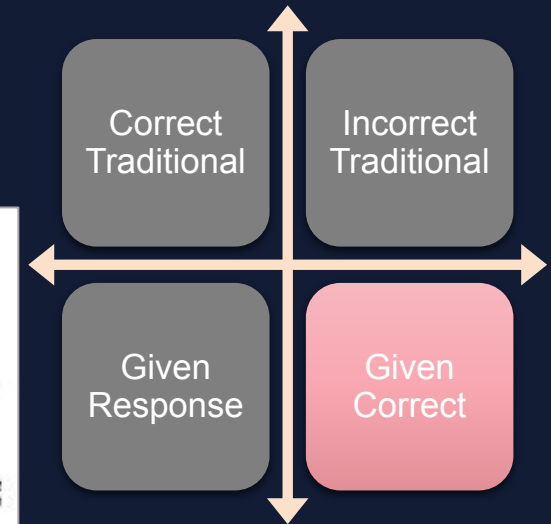 Correct
Traditional
Incorrect
Traditional
Given
Response
Given
Correct